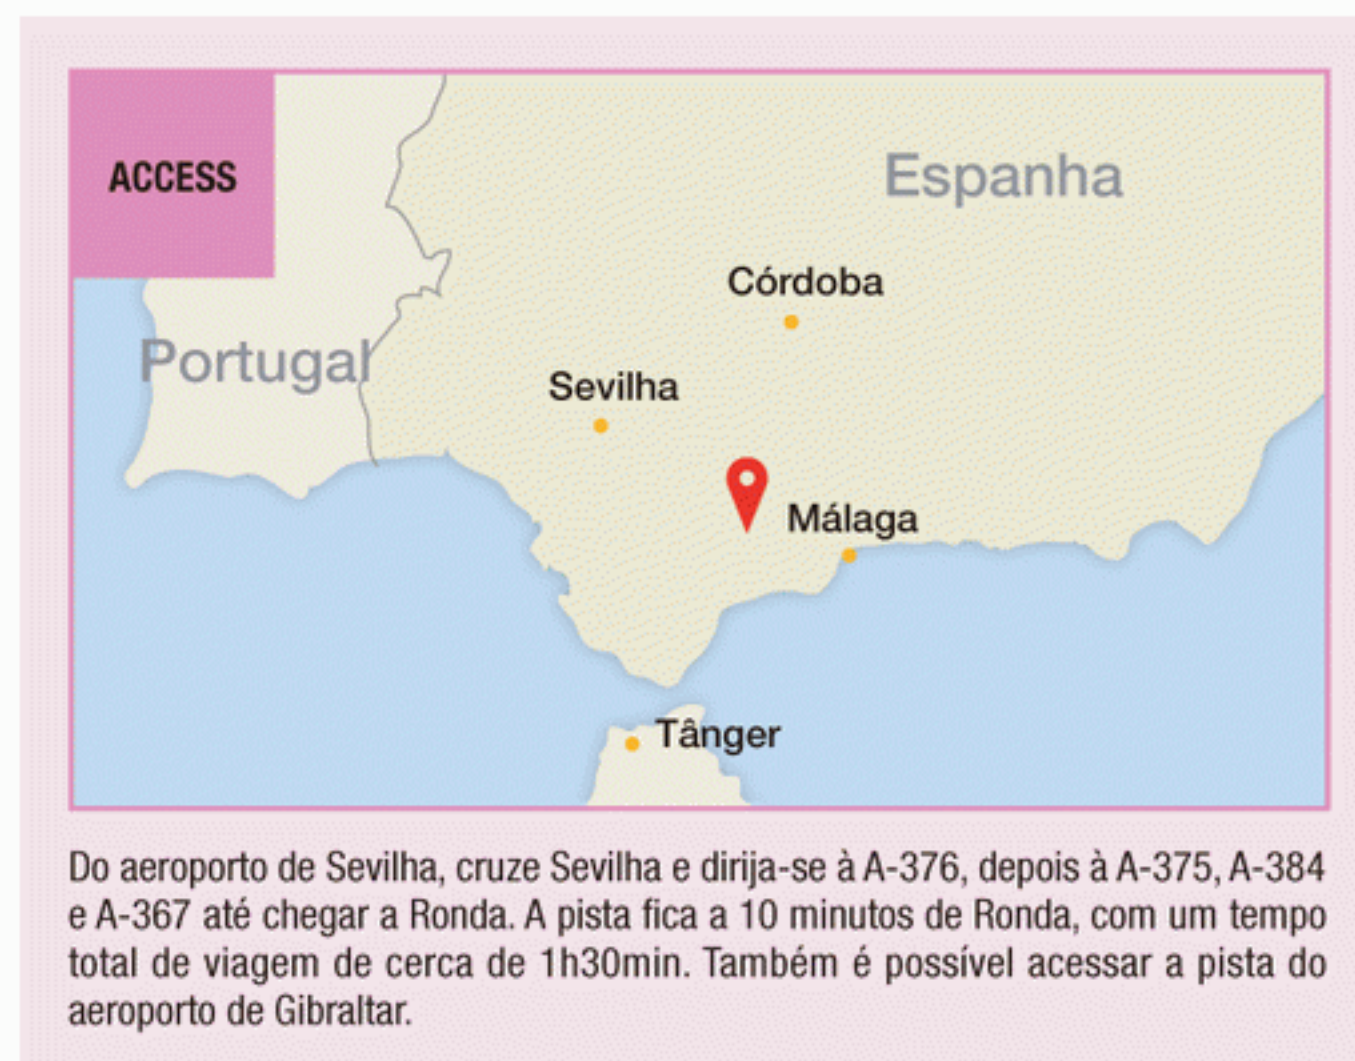 ACCESS
Espanha
Córdoba
Portugal
Sevilha
Málaga
Tânger
Do aeroporto de Sevilha, cruze Sevilha e dirija-se à A-376, depois à A-375, A-384
e A-367 até chegar a Ronda. A pista fica a 10 minutos de Ronda, com um tempo
total de viagem de cerca de 1h30min. Também é possível acessar a pista do
aeroporto de Gibraltar.